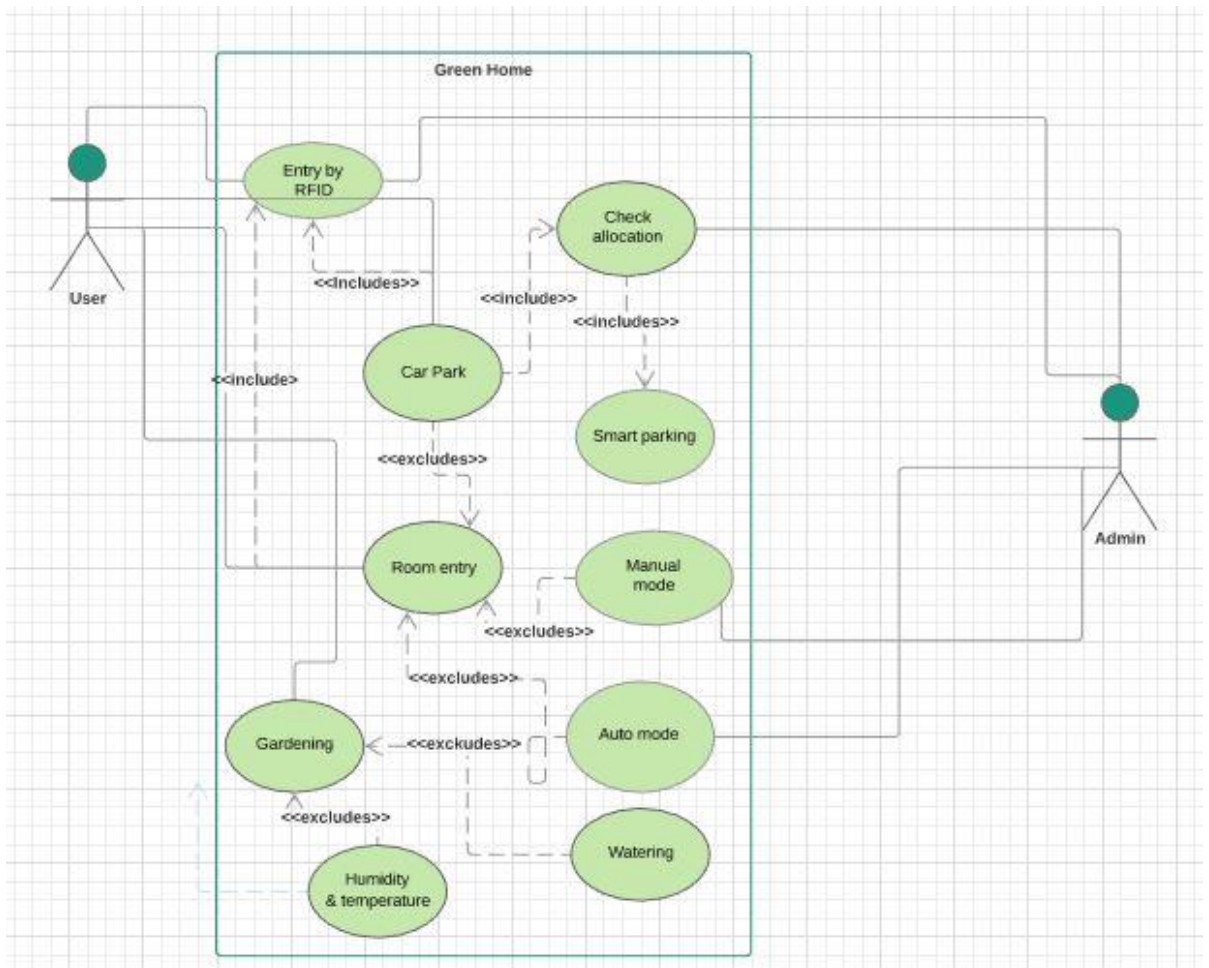 Green Home
Entry by
RFID
Check
allocation
User
<<Includes>>
<<include>>
<<includes>>
Car Park
<<include>
Smart parking
<<excludes>>
Admin
Room entry
Manual
mode
<<excludes>>
<<excludes>>
Gardening
<<exckudes>>
Auto mode
<<excludes>>
Watering
Humidity
& temperature